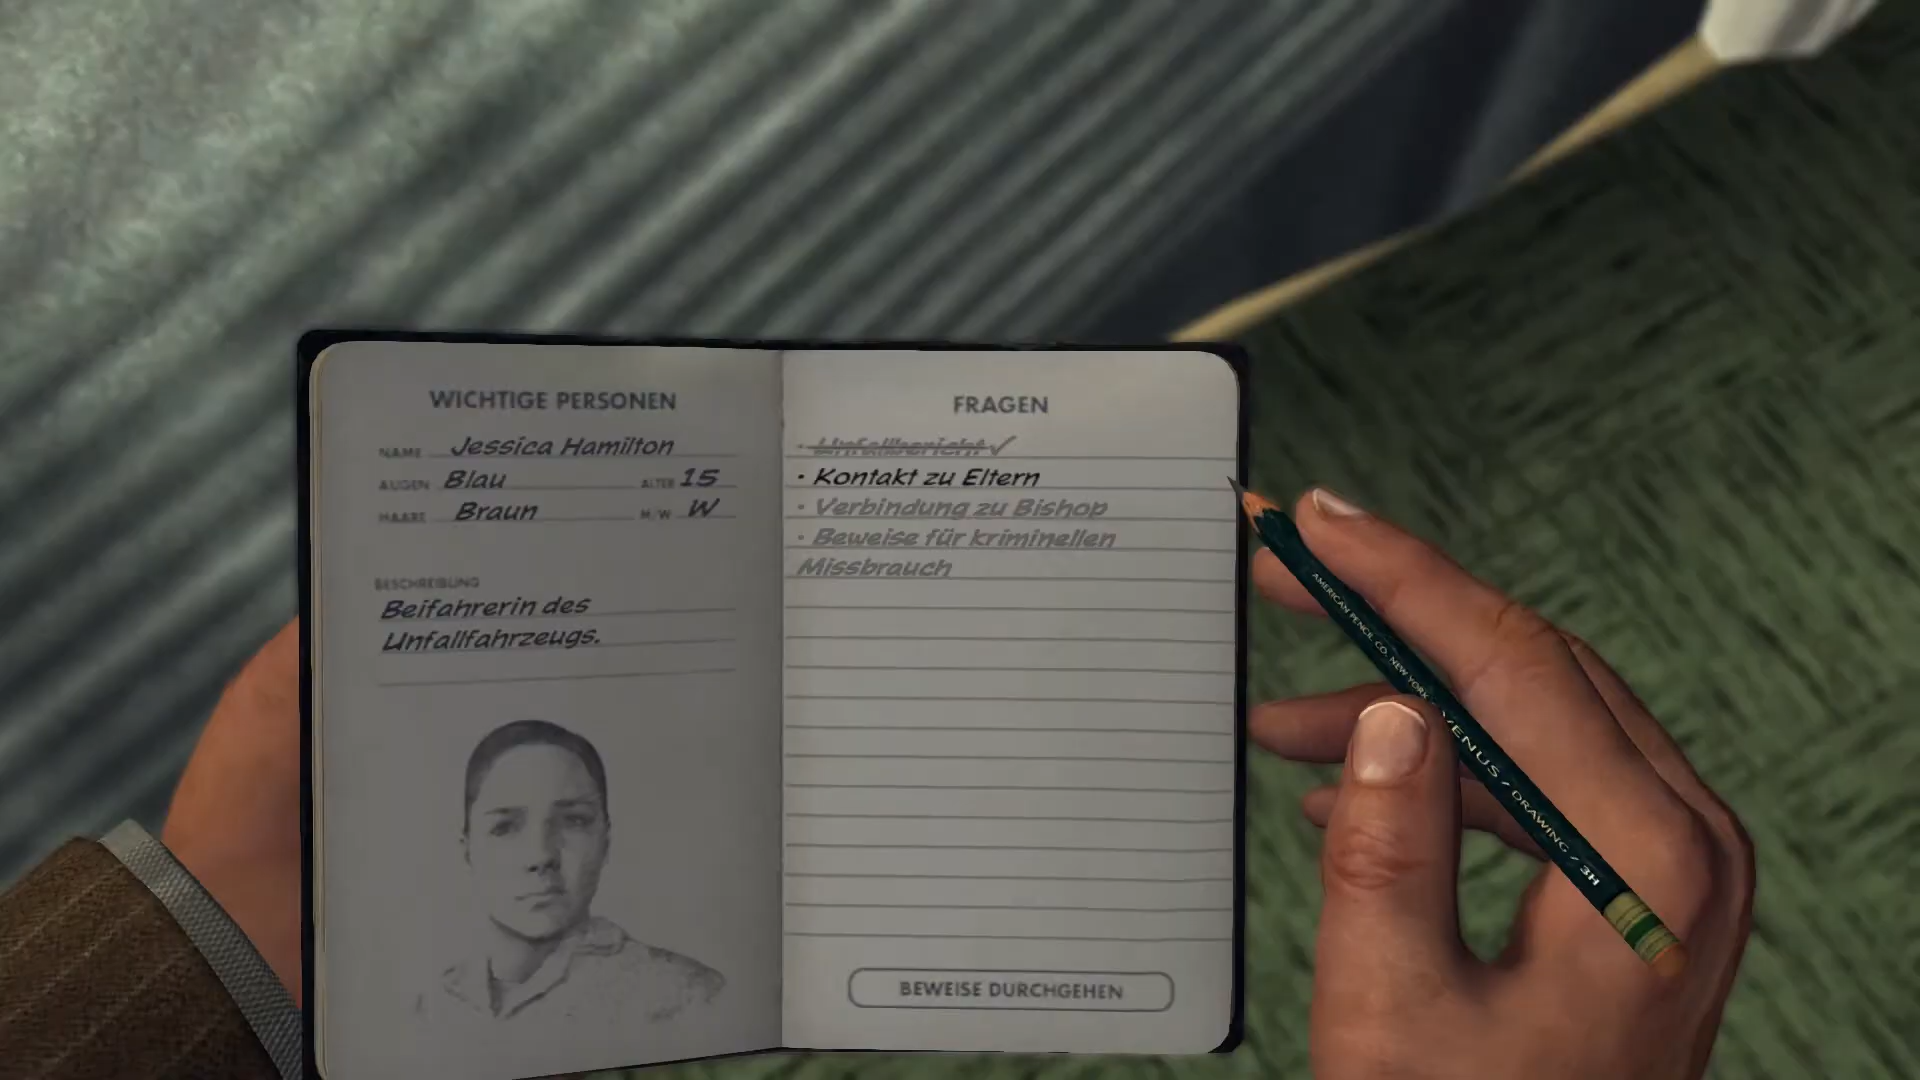 WICHTIGE PERSONEN
NAME Jessica Hamilton
AUGEN Blau ALTER 15
HAARE Braun M/W W
BESCHREIBUNG
Beifahrerin des
Unfallfahrzeugs.
FRAGEN
· Unfallbericht ✓
· Kontakt zu Eltern
· Verbindung zu Bishop
· Beweise für kriminellen
Missbrauch
BEWEISE DURCHGEHEN
AMERICAN PENCIL CO. NEW YORK VENUS / DRAWING / 3H